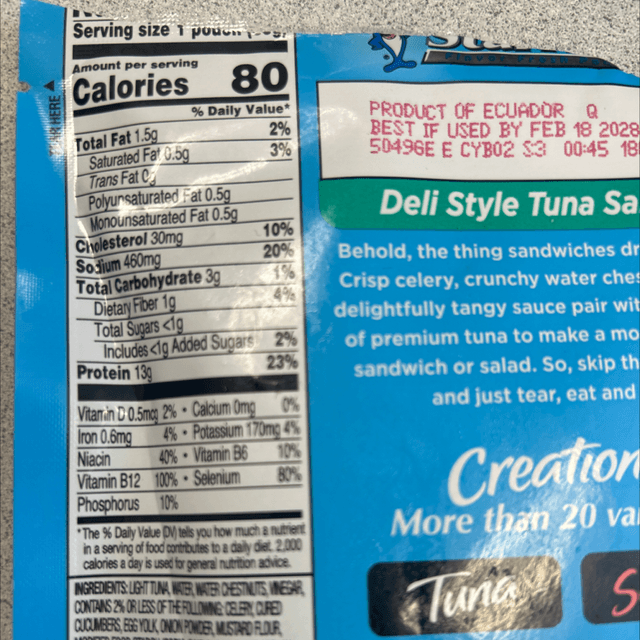 Serving size 1 pouch
Amount per serving
Calories 80
% Daily Value*
Total Fat 1.5g 2%
Saturated Fat 0.5g 3%
Trans Fat 0g
Polyunsaturated Fat 0.5g
Monounsaturated Fat 0.5g
Cholesterol 30mg 10%
Sodium 460mg 20%
Total Carbohydrate 3g 1%
Dietary Fiber 1g 4%
Total Sugars <1g
Includes <1g Added Sugars 2%
Protein 13g 23%
Vitamin D 0.5mcg 2% • Calcium 0mg 0%
Iron 0.6mg 4% • Potassium 170mg 4%
Niacin 40% • Vitamin B6 10%
Vitamin B12 100% • Selenium 80%
Phosphorus 10%
*The % Daily Value (DV) tells you how much a nutrient
in a serving of food contributes to a daily diet. 2,000
calories a day is used for general nutrition advice.
INGREDIENTS: LIGHT TUNA, WATER, WATER CHESTNUTS, VINEGAR,
CONTAINS 2% OR LESS OF THE FOLLOWING: CELERY, CURED
CUCUMBERS, EGG YOLK, ONION POWDER, MUSTARD FLOUR,
HERE
PRODUCT OF ECUADOR Q
BEST IF USED BY FEB 18 2028
50496E E CYB02 S3 00:45 18
Deli Style Tuna Sa
Behold, the thing sandwiches dr
Crisp celery, crunchy water che
delightfully tangy sauce pair wi
of premium tuna to make a mo
sandwich or salad. So, skip th
and just tear, eat and
Creation
More than 20 va
Tuna
S